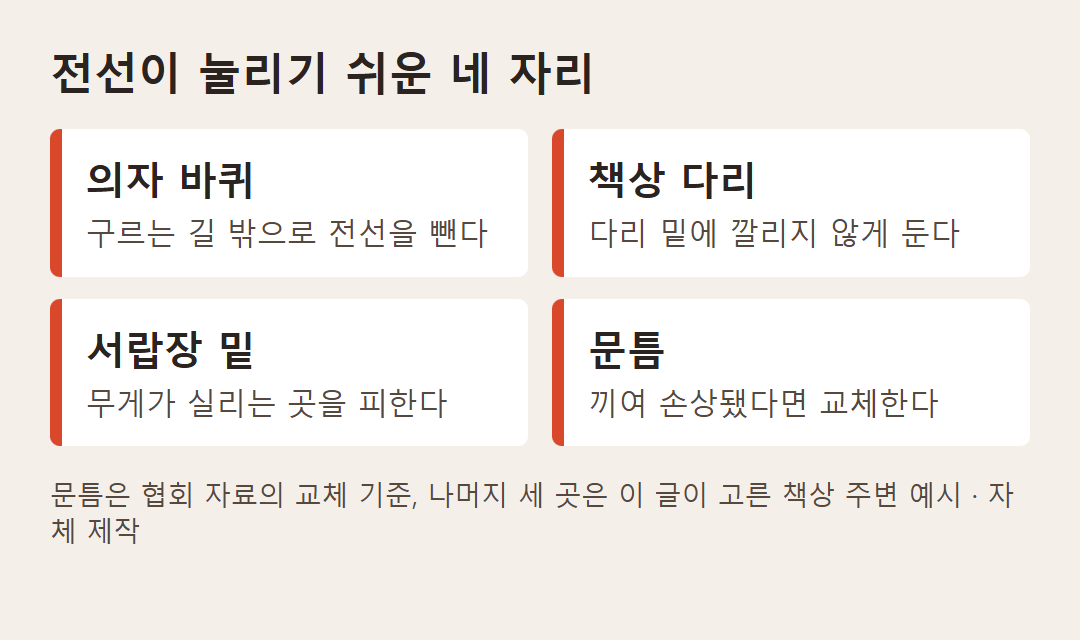 전선이 눌리기 쉬운 네 자리
의자 바퀴
구르는 길 밖으로 전선을 뺀다
책상 다리
다리 밑에 깔리지 않게 둔다
서랍장 밑
무게가 실리는 곳을 피한다
문틈
끼여 손상됐다면 교체한다
문틈은 협회 자료의 교체 기준, 나머지 세 곳은 이 글이 고른 책상 주변 예시 · 자
체 제작